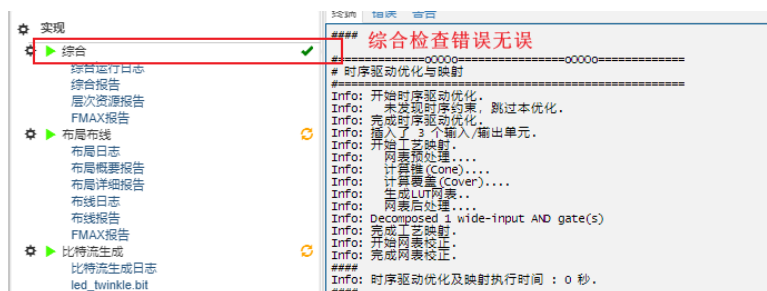 终端 错误 警告
实现
综合
综合运行日志
综合报告
层次资源报告
FMAX报告
布局布线
布局日志
布局概要报告
布局详细报告
布线日志
布线报告
FMAX报告
比特流生成
比特流生成日志
led_twinkle.bit
####
综合检查错误无误
#=============oOOOo================oOOOo=============
# 时序驱动优化与映射
#====================================================
Info: 开始时序驱动优化.
Info:   未发现时序约束, 跳过本优化.
Info: 完成时序驱动优化.
Info: 插入了 3 个输入/输出单元.
Info: 开始工艺映射.
Info:   网表预处理....
Info:   计算锥(Cone)....
Info:   计算覆盖(Cover)....
Info:   生成LUT网表..
Info:   网表后处理....
Info: Decomposed 1 wide-input AND gate(s)
Info: 完成工艺映射.
Info: 开始网表校正.
Info: 完成网表校正.
####
Info: 时序驱动优化及映射执行时间 : 0 秒.
####